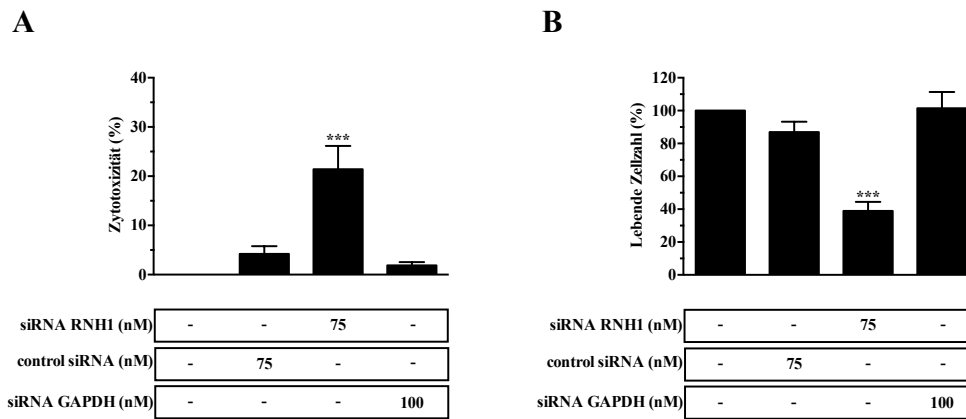 A
Zytotoxizität (%)
40
30
20
10
0
***
siRNA RNH1 (nM) - - 75 -
control siRNA (nM) - 75 - -
siRNA GAPDH (nM) - - - 100
B
Lebende Zellzahl (%)
120
100
80
60
40
20
0
***
siRNA RNH1 (nM) - - 75 -
control siRNA (nM) - 75 - -
siRNA GAPDH (nM) - - - 100